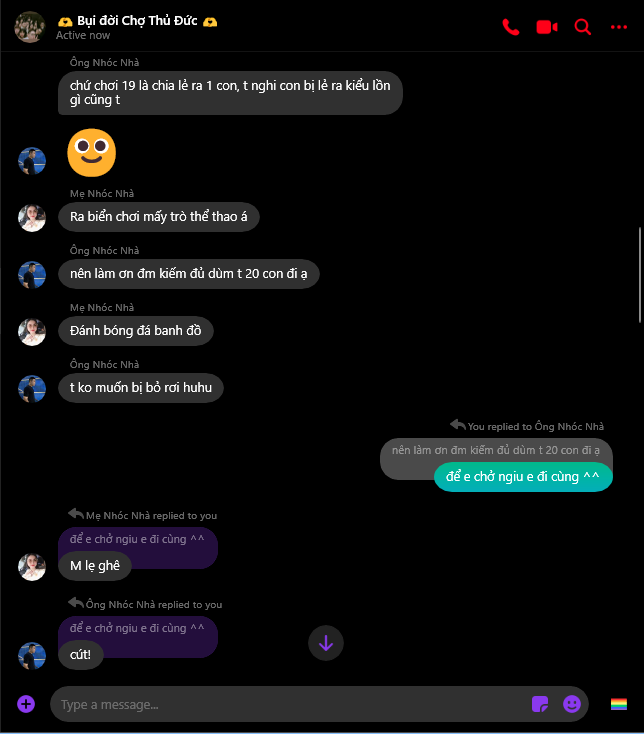 🫶 Bụi đời Chợ Thủ Đức 🫶
Active now
Ông Nhóc Nhà
chứ chơi 19 là chia lẻ ra 1 con, t nghi con bị lẻ ra kiểu lồn
gì cũng t
Mẹ Nhóc Nhà
Ra biển chơi mấy trò thể thao á
Ông Nhóc Nhà
nên làm ơn đm kiếm đủ dùm t 20 con đi ạ
Mẹ Nhóc Nhà
Đánh bóng đá banh đồ
Ông Nhóc Nhà
t ko muốn bị bỏ rơi huhu
You replied to Ông Nhóc Nhà
nên làm ơn đm kiếm đủ dùm t 20 con đi ạ
để e chở ngiu e đi cùng ^^
Mẹ Nhóc Nhà replied to you
để e chở ngiu e đi cùng ^^
M lẹ ghê
Ông Nhóc Nhà replied to you
để e chở ngiu e đi cùng ^^
cút!
Type a message...